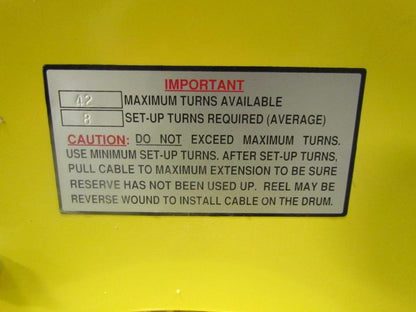 IMPORTANT
42 MAXIMUM TURNS AVAILABLE
8 SET-UP TURNS REQUIRED (AVERAGE)
CAUTION: DO NOT EXCEED MAXIMUM TURNS.
USE MINIMUM SET-UP TURNS. AFTER SET-UP TURNS,
PULL CABLE TO MAXIMUM EXTENSION TO BE SURE
RESERVE HAS NOT BEEN USED UP. REEL MAY BE
REVERSE WOUND TO INSTALL CABLE ON THE DRUM.